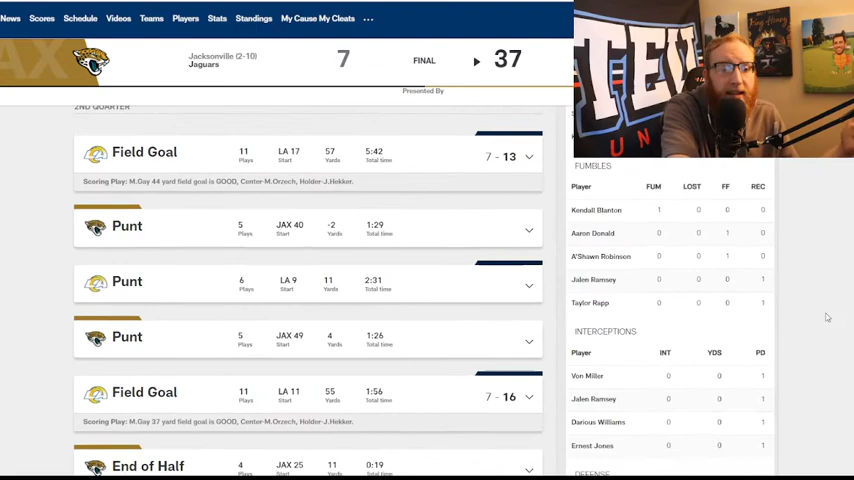 News Scores Schedule Videos Teams Players Stats Standings My Cause My Cleats ...
Jacksonville (2-10)
Jaguars
7
FINAL
37
Presented By
2ND QUARTER
Field Goal
11 Plays
LA 17 Start
57 Yards
5:42 Total time
7 - 13
Scoring Play: M.Gay 44 yard field goal is GOOD, Center-M.Orzech, Holder-J.Hekker.
Punt
5 Plays
JAX 40 Start
-2 Yards
1:29 Total time
Punt
6 Plays
LA 9 Start
11 Yards
2:31 Total time
Punt
5 Plays
JAX 49 Start
4 Yards
1:26 Total time
Field Goal
11 Plays
LA 11 Start
55 Yards
1:56 Total time
7 - 16
Scoring Play: M.Gay 37 yard field goal is GOOD, Center-M.Orzech, Holder-J.Hekker.
End of Half
4 Plays
JAX 25 Start
11 Yards
0:19 Total time
FUMBLES
Player FUM LOST FF REC
Kendall Blanton 1 0 0 0
Aaron Donald 0 0 1 0
A'Shawn Robinson 0 0 1 0
Jalen Ramsey 0 0 0 1
Taylor Rapp 0 0 0 1
INTERCEPTIONS
Player INT YDS PD
Von Miller 0 0 1
Jalen Ramsey 0 0 1
Darious Williams 0 0 1
Ernest Jones 0 0 1
DEFENSE
TEN
UN
King Henry